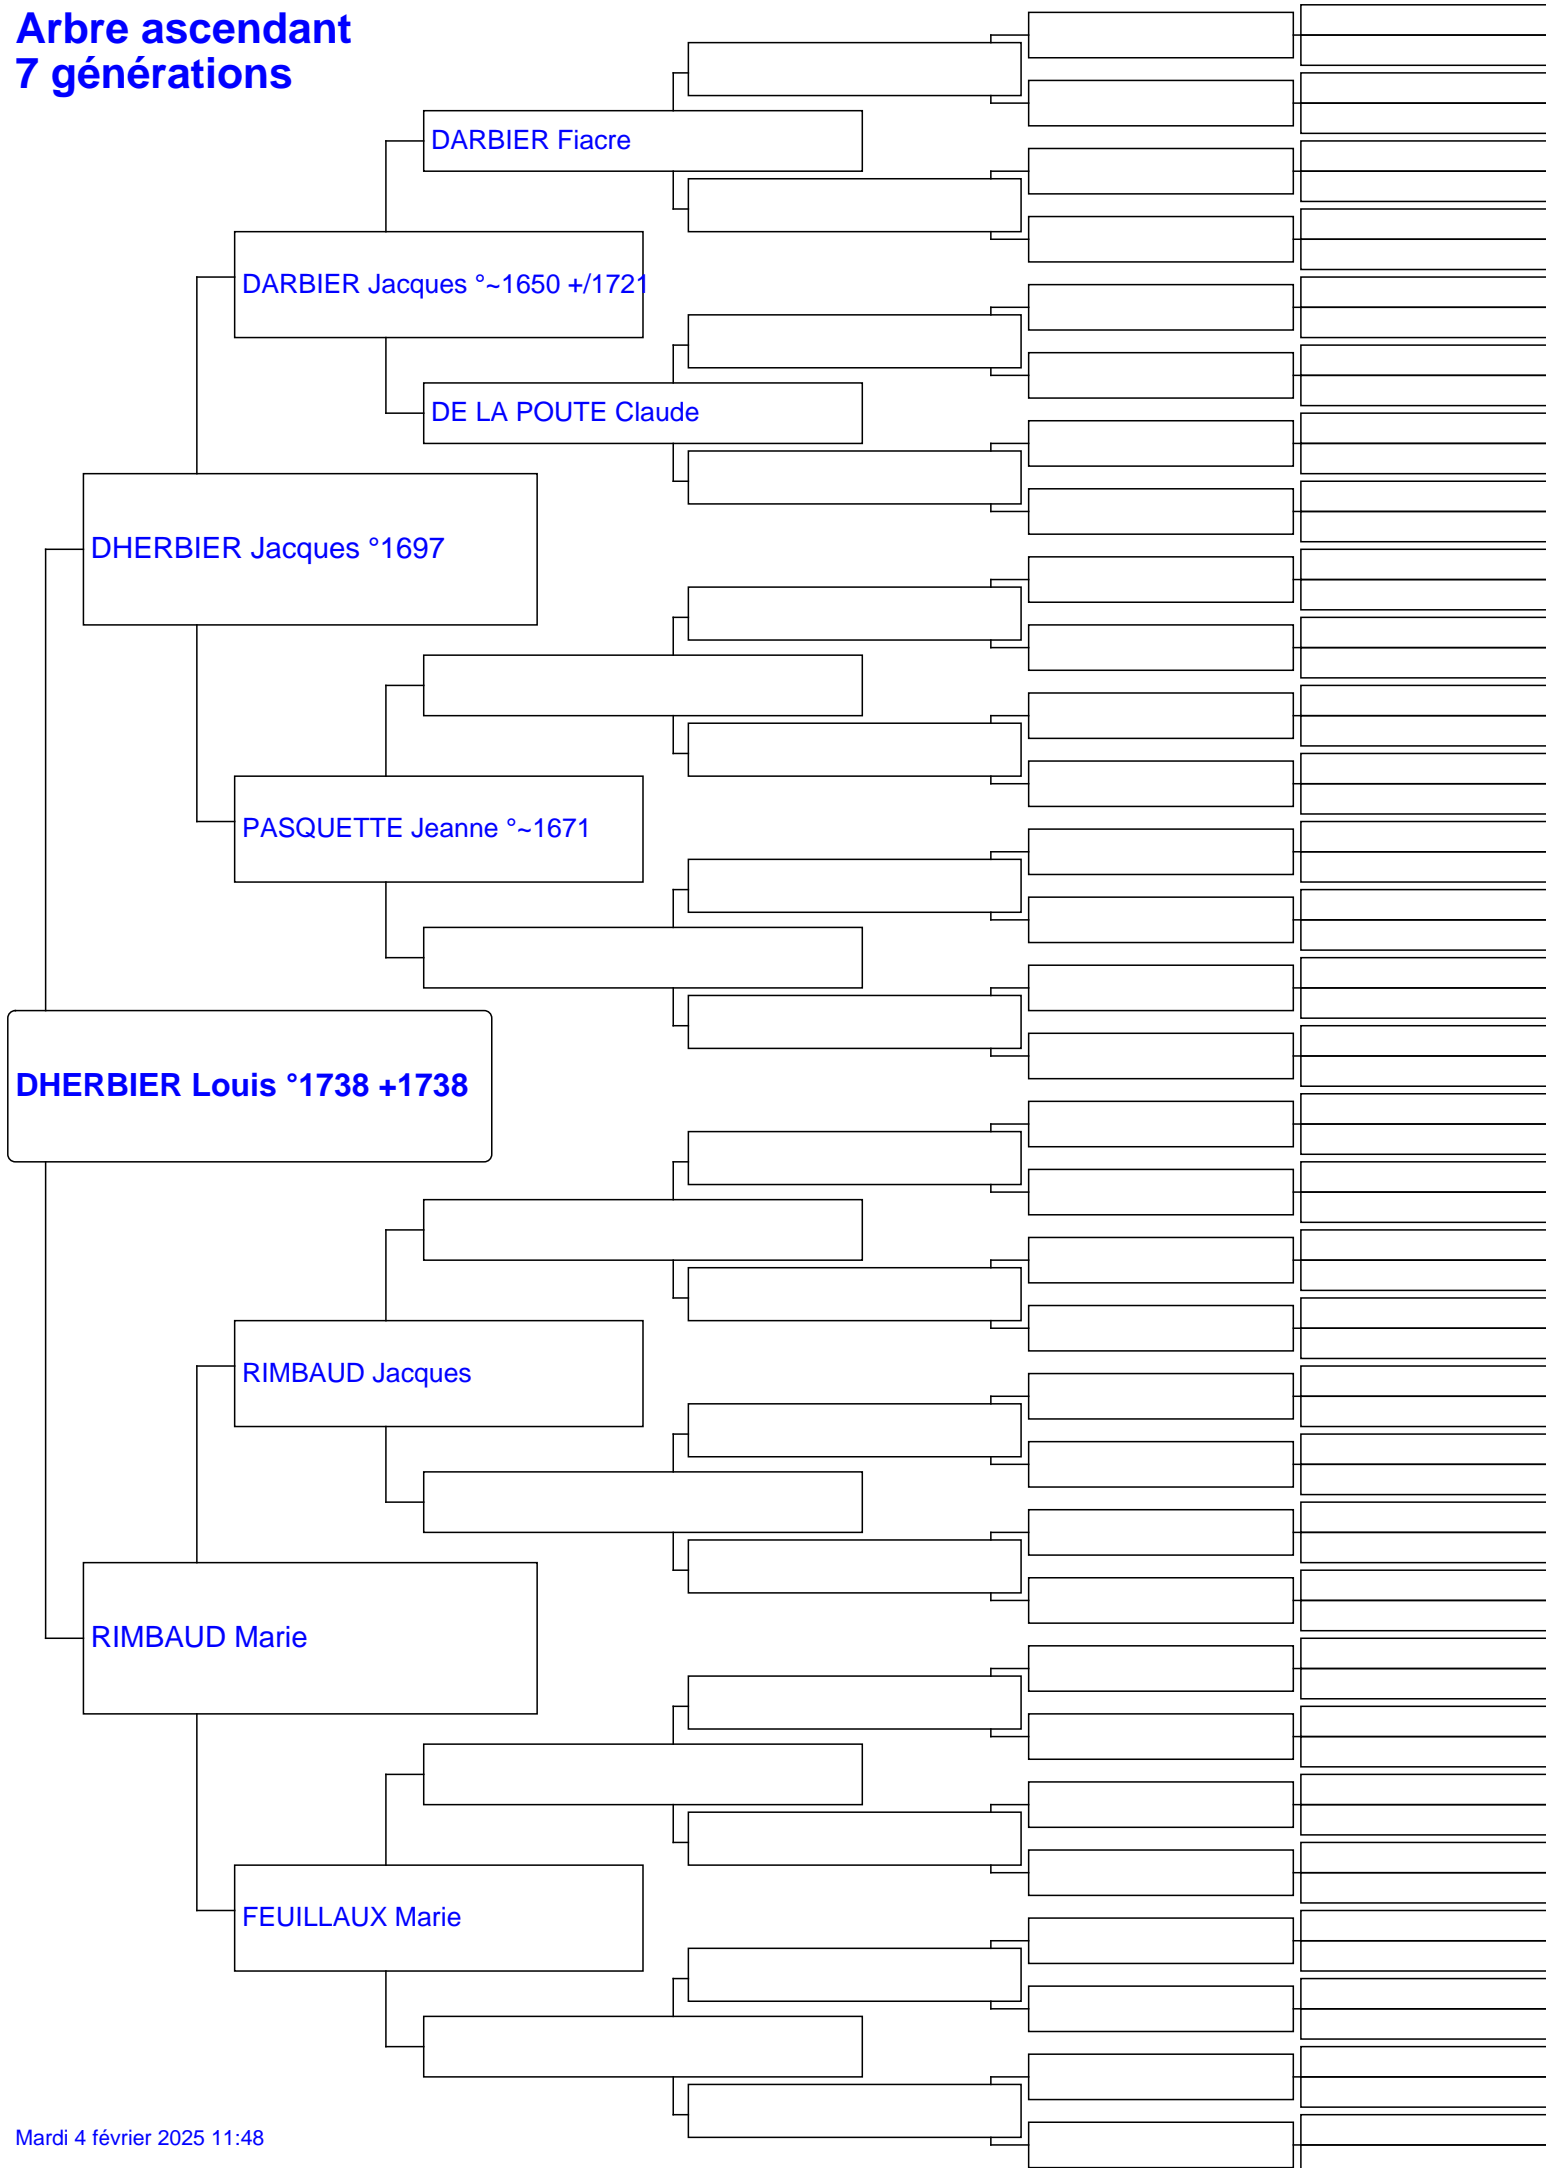 Arbre ascendant
7 générations
DARBIER Fiacre
DARBIER Jacques °~1650 +/1721
DE LA POUTE Claude
DHERBIER Jacques °1697
PASQUETTE Jeanne °~1671
DHERBIER Louis °1738 +1738
RIMBAUD Jacques
RIMBAUD Marie
FEUILLAUX Marie
Mardi 4 février 2025 11:48